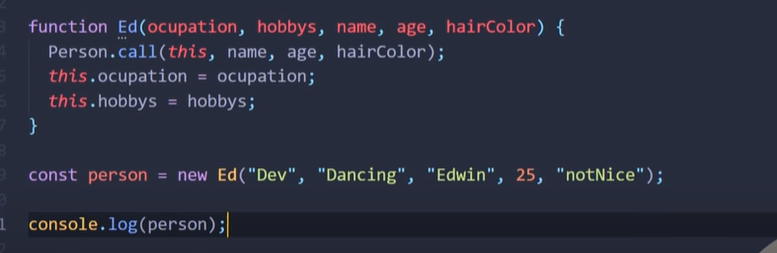 function Ed(ocupation, hobbys, name, age, hairColor) {
Person.call(this, name, age, hairColor);
this.ocupation = ocupation;
this.hobbys = hobbys;
}
const person = new Ed("Dev", "Dancing", "Edwin", 25, "notNice");
console.log(person);